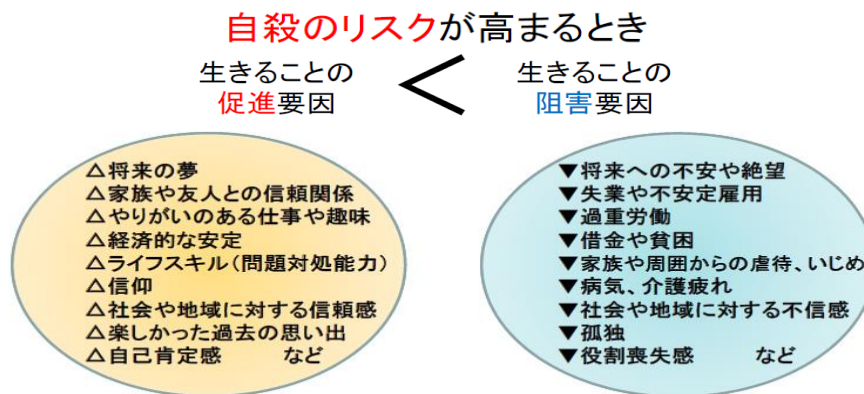 自殺のリスクが高まるとき
生きることの
促進要因
<
生きることの
阻害要因
△将来の夢
△家族や友人との信頼関係
△やりがいのある仕事や趣味
△経済的な安定
△ライフスキル(問題対処能力)
△信仰
△社会や地域に対する信頼感
△楽しかった過去の思い出
△自己肯定感 など
▼将来への不安や絶望
▼失業や不安定雇用
▼過重労働
▼借金や貧困
▼家族や周囲からの虐待、いじめ
▼病気、介護疲れ
▼社会や地域に対する不信感
▼孤独
▼役割喪失感 など